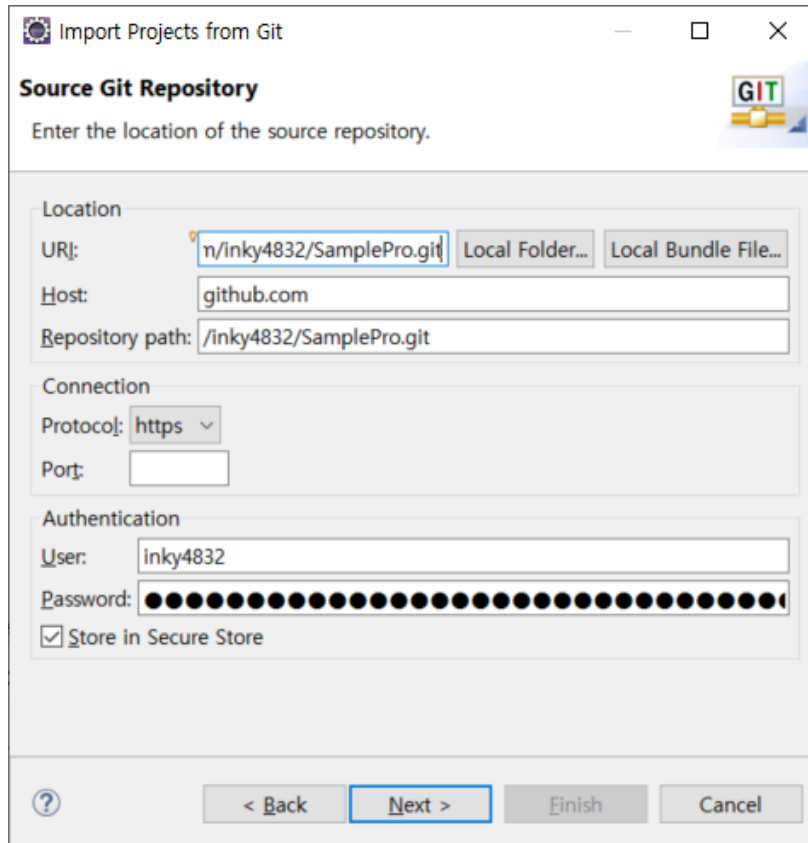 Import Projects from Git
Source Git Repository
GIT
Enter the location of the source repository.
Location
URI: n/inky4832/SamplePro.git Local Folder... Local Bundle File...
Host: github.com
Repository path: /inky4832/SamplePro.git
Connection
Protocol: https
Port:
Authentication
User: inky4832
Password: ●●●●●●●●●●●●●●●●●●●●●●●●●●●●●●●●
Store in Secure Store
< Back Next > Finish Cancel